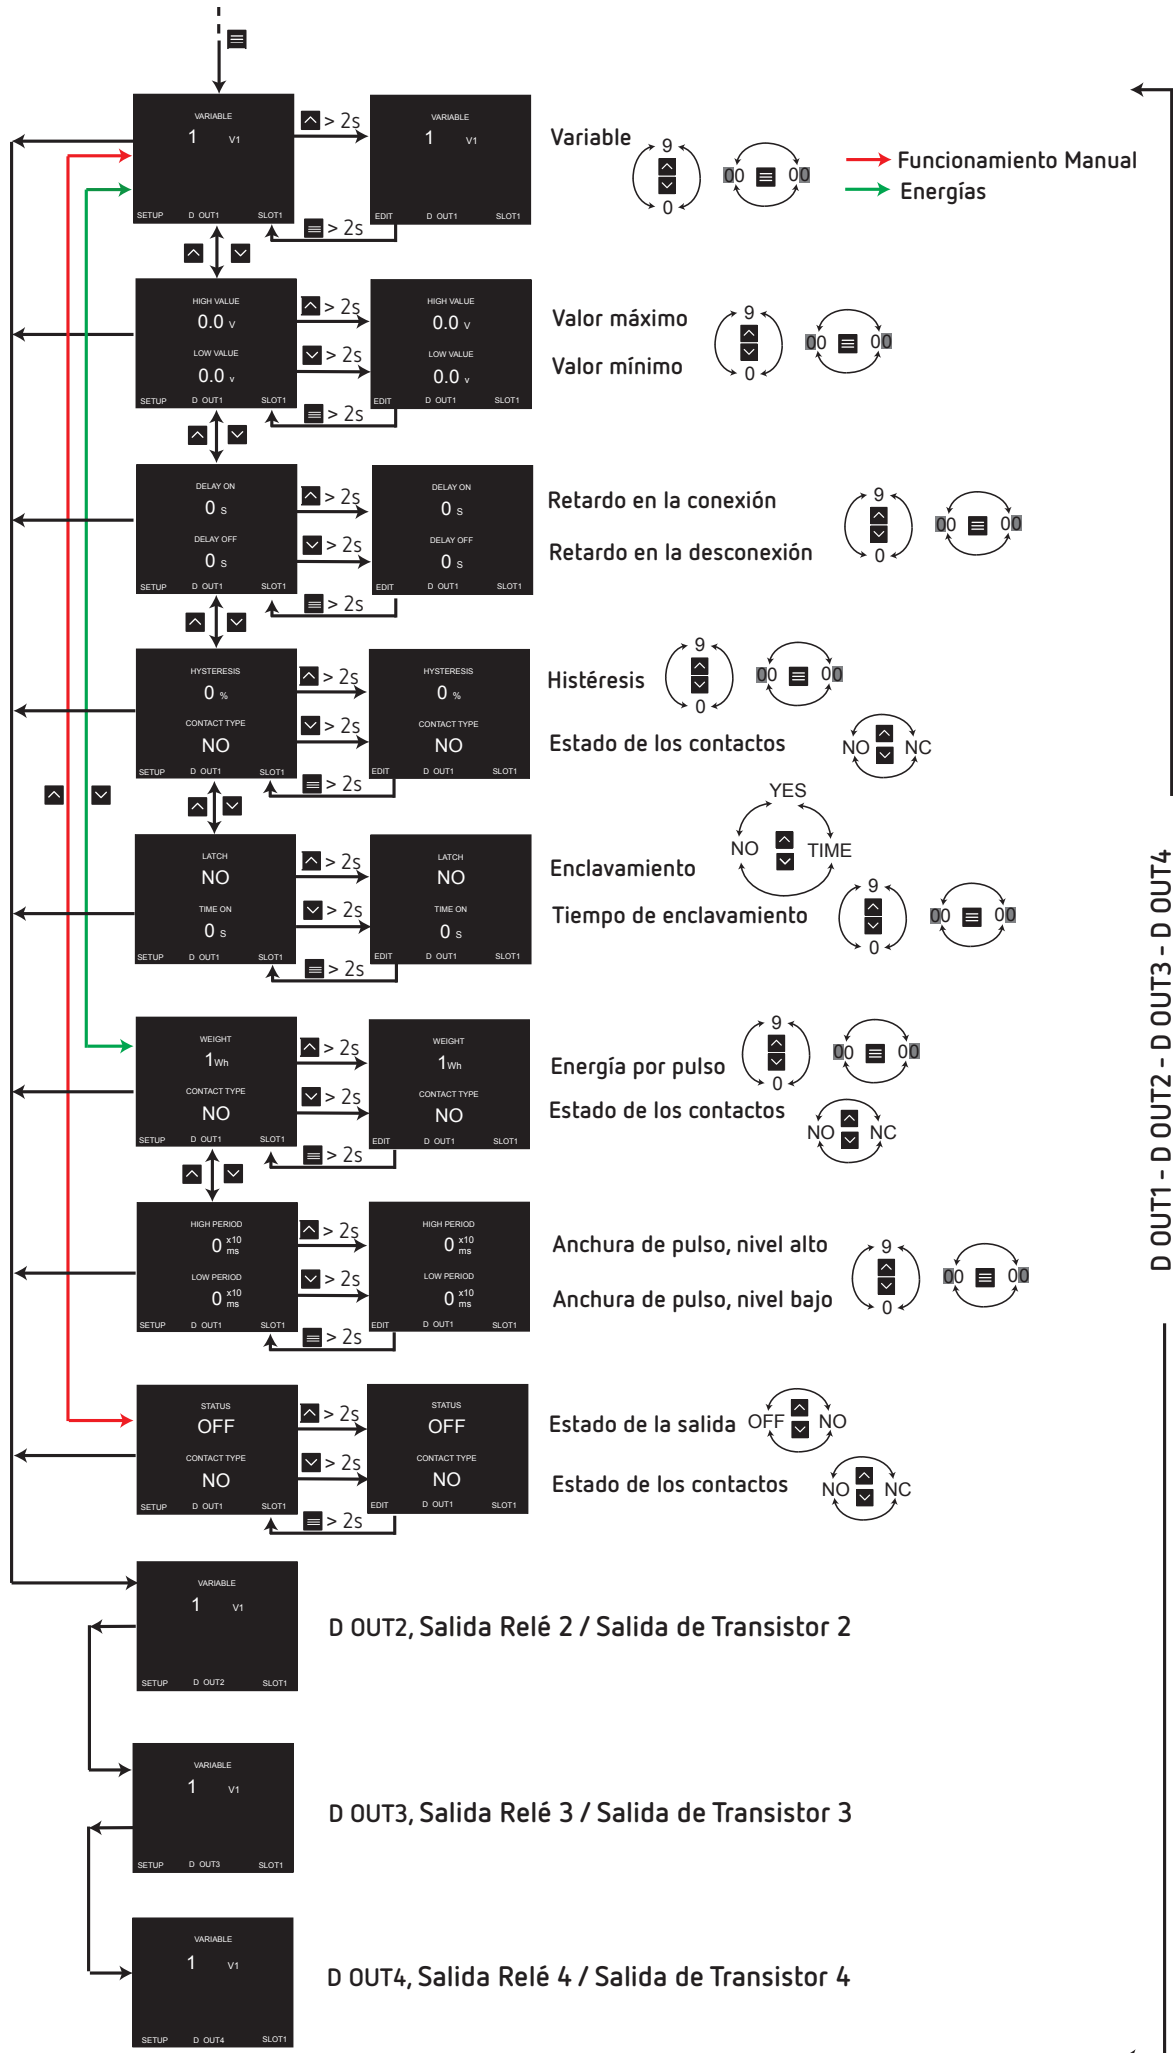 VARIABLE
1 V1
SETUP D OUT1 SLOT1
> 2s
> 2s
VARIABLE
1 V1
EDIT D OUT1 SLOT1
Variable
9
0
00 00
Funcionamiento Manual
Energías
HIGH VALUE
0.0 V
LOW VALUE
0.0 v
SETUP D OUT1 SLOT1
> 2s
> 2s
> 2s
HIGH VALUE
0.0 V
LOW VALUE
0.0 v
EDIT D OUT1 SLOT1
Valor máximo
Valor mínimo
9
0
00 00
DELAY ON
0 S
DELAY OFF
0 S
SETUP D OUT1 SLOT1
> 2s
> 2s
> 2s
DELAY ON
0 S
DELAY OFF
0 S
EDIT D OUT1 SLOT1
Retardo en la conexión
Retardo en la desconexión
9
0
00 00
HYSTERESIS
0 %
CONTACT TYPE
NO
SETUP D OUT1 SLOT1
> 2s
> 2s
> 2s
HYSTERESIS
0 %
CONTACT TYPE
NO
EDIT D OUT1 SLOT1
Histéresis
9
0
00 00
Estado de los contactos
NO NC
LATCH
NO
TIME ON
0 S
SETUP D OUT1 SLOT1
> 2s
> 2s
> 2s
LATCH
NO
TIME ON
0 S
EDIT D OUT1 SLOT1
Enclavamiento
YES
NO TIME
Tiempo de enclavamiento
9
0
00 00
WEIGHT
1Wh
CONTACT TYPE
NO
SETUP D OUT1 SLOT1
> 2s
> 2s
> 2s
WEIGHT
1Wh
CONTACT TYPE
NO
EDIT D OUT1 SLOT1
Energía por pulso
9
0
00 00
Estado de los contactos
NO NC
HIGH PERIOD
0 x10 ms
LOW PERIOD
0 x10 ms
SETUP D OUT1 SLOT1
> 2s
> 2s
> 2s
HIGH PERIOD
0 x10 ms
LOW PERIOD
0 x10 ms
EDIT D OUT1 SLOT1
Anchura de pulso, nivel alto
Anchura de pulso, nivel bajo
9
0
00 00
STATUS
OFF
CONTACT TYPE
NO
SETUP D OUT1 SLOT1
> 2s
> 2s
> 2s
STATUS
OFF
CONTACT TYPE
NO
EDIT D OUT1 SLOT1
Estado de la salida
OFF NO
Estado de los contactos
NO NC
VARIABLE
1 V1
SETUP D OUT2 SLOT1
D OUT2, Salida Relé 2 / Salida de Transistor 2
VARIABLE
1 V1
SETUP D OUT3 SLOT1
D OUT3, Salida Relé 3 / Salida de Transistor 3
VARIABLE
1 V1
SETUP D OUT4 SLOT1
D OUT4, Salida Relé 4 / Salida de Transistor 4
D OUT1 - D OUT2 - D OUT3 - D OUT4